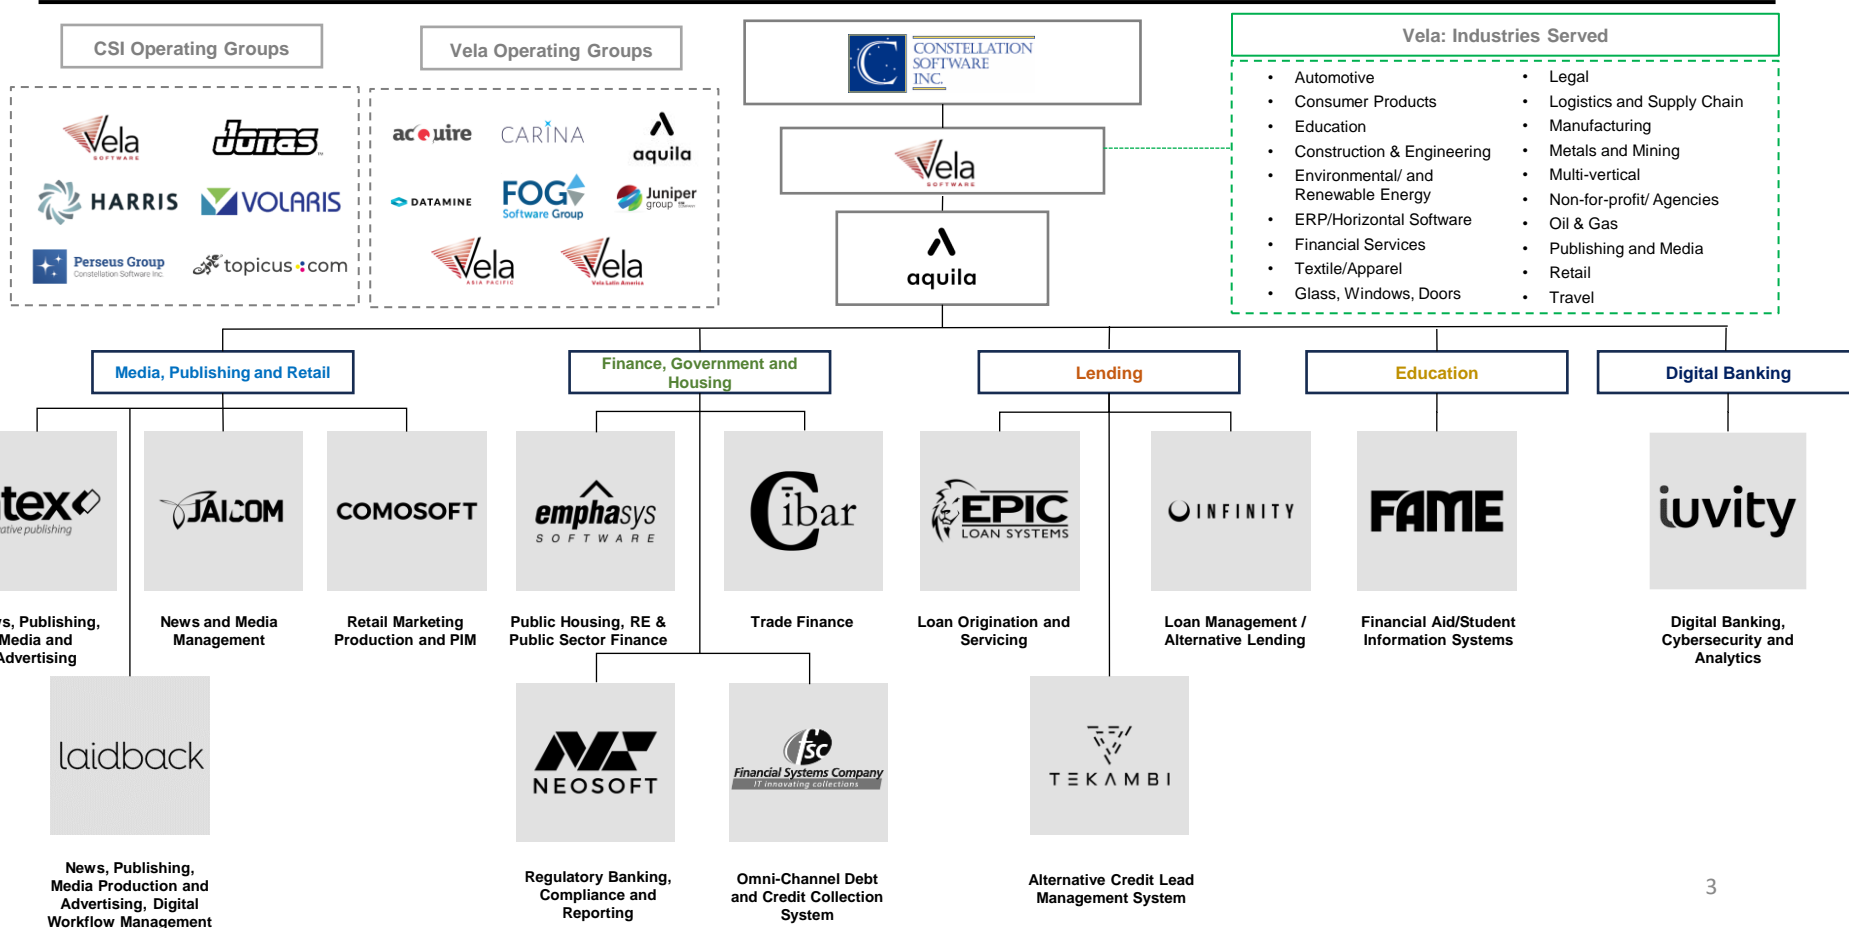 CSI Operating Groups
Vela
SOFTWARE
Jonas
HARRIS
VOLARIS
Perseus Group
Constellation Software Inc.
topicus.com
Vela Operating Groups
acquire
CARINA
aquila
DATAMINE
FOG
Software Group
Juniper
group
Vela
ASIA PACIFIC
Vela
Vela Latin America
CONSTELLATION
SOFTWARE
INC.
Vela
SOFTWARE
aquila
Vela: Industries Served
• Automotive
• Consumer Products
• Education
• Construction & Engineering
• Environmental/ and
Renewable Energy
• ERP/Horizontal Software
• Financial Services
• Textile/Apparel
• Glass, Windows, Doors
• Legal
• Logistics and Supply Chain
• Manufacturing
• Metals and Mining
• Multi-vertical
• Non-for-profit/ Agencies
• Oil & Gas
• Publishing and Media
• Retail
• Travel
Media, Publishing and Retail
Finance, Government and
Housing
Lending
Education
Digital Banking
tex
ative publishing
s, Publishing,
Media and
Advertising
JAICOM
News and Media
Management
COMOSOFT
Retail Marketing
Production and PIM
emphasys
SOFTWARE
Public Housing, RE &
Public Sector Finance
Cibar
Trade Finance
EPIC
LOAN SYSTEMS
Loan Origination and
Servicing
INFINITY
Loan Management /
Alternative Lending
FAME
Financial Aid/Student
Information Systems
iuvity
Digital Banking,
Cybersecurity and
Analytics
laidback
News, Publishing,
Media Production and
Advertising, Digital
Workflow Management
NEOSOFT
Regulatory Banking,
Compliance and
Reporting
fsc
Financial Systems Company
IT innovating collections
Omni-Channel Debt
and Credit Collection
System
TEKAMBI
Alternative Credit Lead
Management System
3